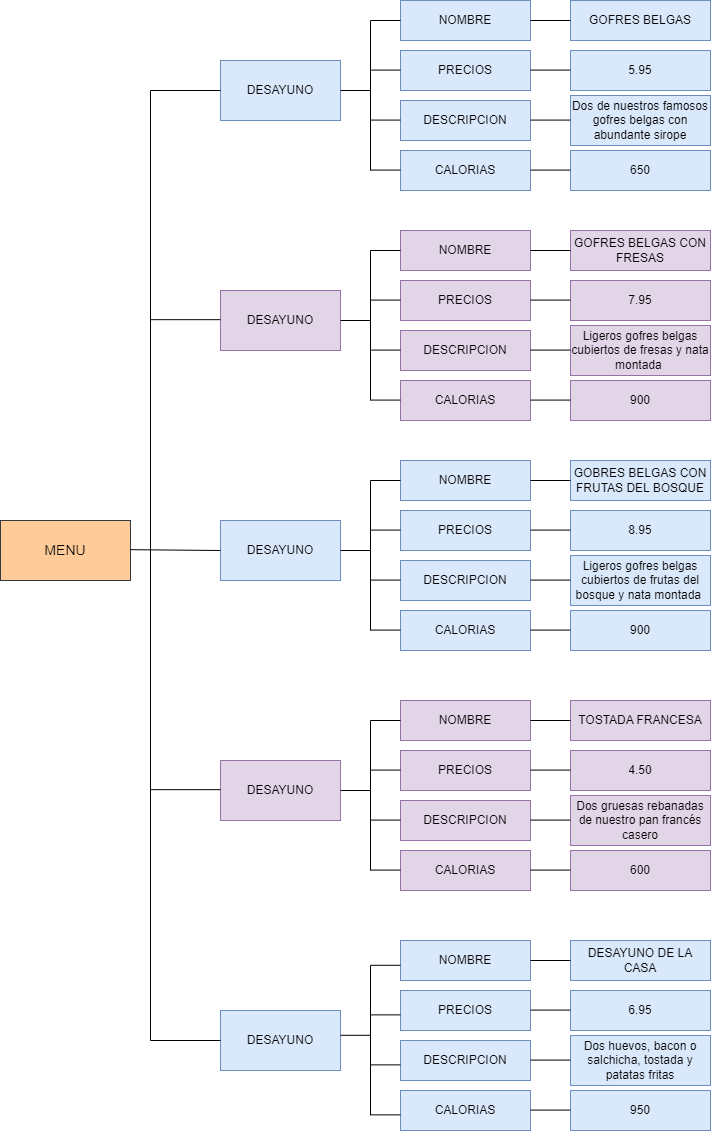 MENU
DESAYUNO
NOMBRE
GOFRES BELGAS
PRECIOS
5.95
DESCRIPCION
Dos de nuestros famosos
gofres belgas con
abundante sirope
CALORIAS
650
DESAYUNO
NOMBRE
GOFRES BELGAS CON
FRESAS
PRECIOS
7.95
DESCRIPCION
Ligeros gofres belgas
cubiertos de fresas y nata
montada
CALORIAS
900
DESAYUNO
NOMBRE
GOBRES BELGAS CON
FRUTAS DEL BOSQUE
PRECIOS
8.95
DESCRIPCION
Ligeros gofres belgas
cubiertos de frutas del
bosque y nata montada
CALORIAS
900
DESAYUNO
NOMBRE
TOSTADA FRANCESA
PRECIOS
4.50
DESCRIPCION
Dos gruesas rebanadas
de nuestro pan francés
casero
CALORIAS
600
DESAYUNO
NOMBRE
DESAYUNO DE LA
CASA
PRECIOS
6.95
DESCRIPCION
Dos huevos, bacon o
salchicha, tostada y
patatas fritas
CALORIAS
950